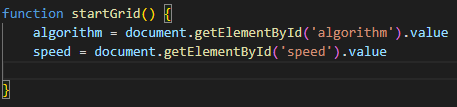 function startGrid() {
    algorithm = document.getElementById('algorithm').value
    speed = document.getElementById('speed').value
}